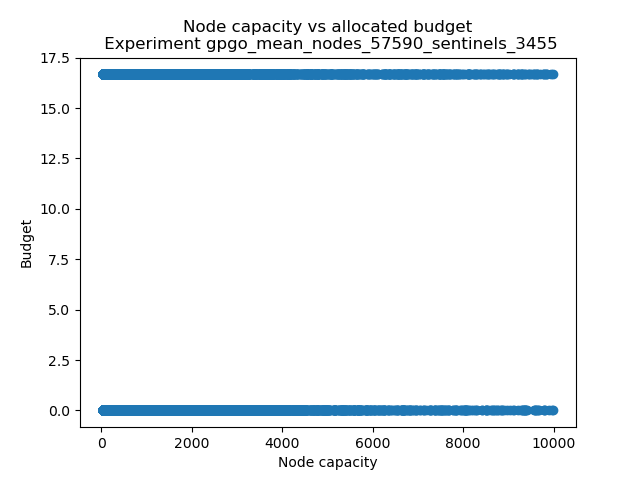 Node capacity vs allocated budget
Experiment gpgo_mean_nodes_57590_sentinels_3455
17.5
15.0
12.5
10.0
7.5
5.0
2.5
0.0
Budget
0 2000 4000 6000 8000 10000
Node capacity